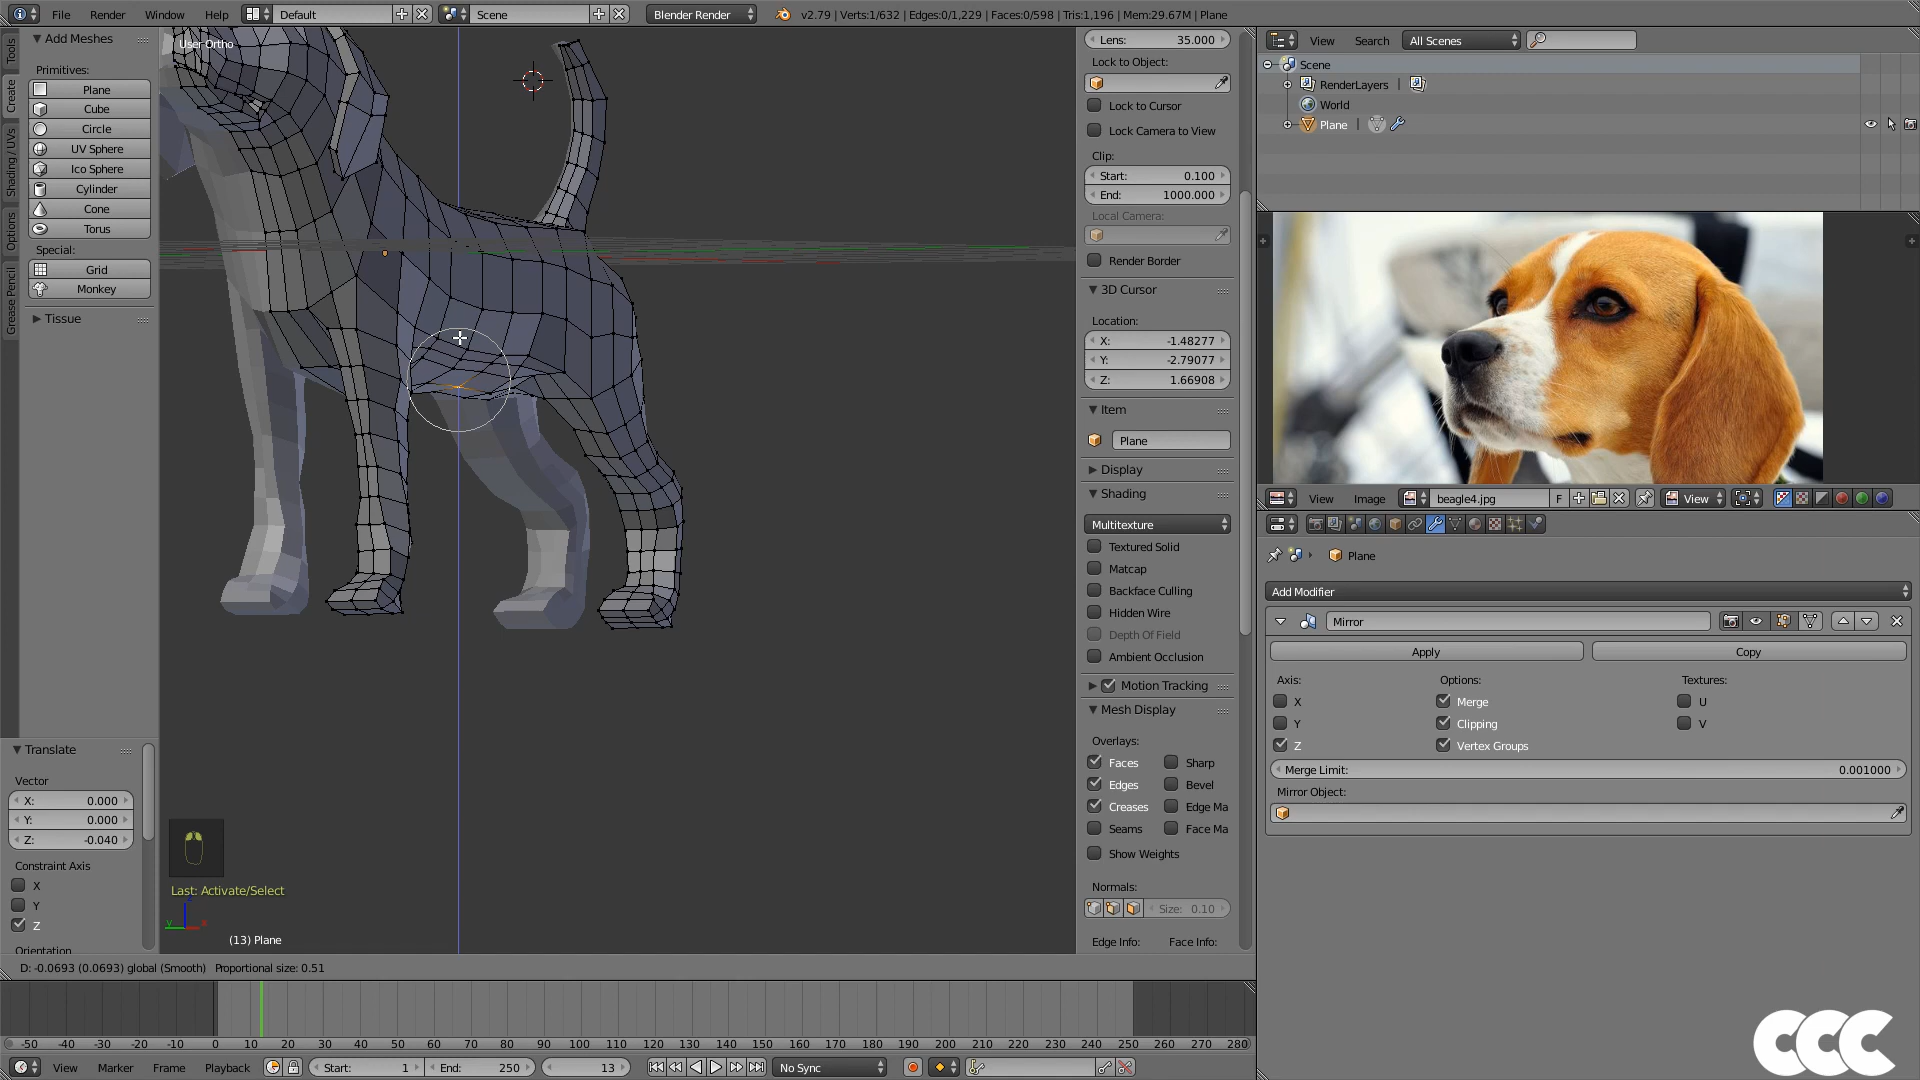 File Render Window Help Default Scene Blender Render v2.79 | Verts:1/632 | Edges:0/1,229 | Faces:0/598 | Tris:1,196 | Mem:29.67M | Plane
Tools
Create
Shading / UVs
Options
Grease Pencil
Add Meshes
Primitives:
Plane
Cube
Circle
UV Sphere
Ico Sphere
Cylinder
Cone
Torus
Special:
Grid
Monkey
Tissue
Translate
Vector
X: 0.000
Y: 0.000
Z: -0.040
Constraint Axis
X
Y
Z
Orientation
User Ortho
Last: Activate/Select
(13) Plane
Lens: 35.000
Lock to Object:
Lock to Cursor
Lock Camera to View
Clip:
Start: 0.100
End: 1000.000
Local Camera:
Render Border
3D Cursor
Location:
X: -1.48277
Y: -2.79077
Z: 1.66908
Item
Plane
Display
Shading
Multitexture
Textured Solid
Matcap
Backface Culling
Hidden Wire
Depth Of Field
Ambient Occlusion
Motion Tracking
Mesh Display
Overlays:
Faces Sharp
Edges Bevel
Creases Edge Ma
Seams Face Ma
Show Weights
Normals:
Size: 0.10
Edge Info: Face Info:
View Search All Scenes
Scene
RenderLayers |
World
Plane |
View Image beagle4.jpg F View
Plane
Add Modifier
Mirror
Apply Copy
Axis: Options: Textures:
X Merge U
Y Clipping V
Z Vertex Groups
Merge Limit: 0.001000
Mirror Object:
D: -0.0693 (0.0693) global (Smooth) Proportional size: 0.51
-50 -40 -30 -20 -10 0 10 20 30 40 50 60 70 80 90 100 110 120 130 140 150 160 170 180 190 200 210 220 230 240 250 260 270 280
View Marker Frame Playback Start: 1 End: 250 13 No Sync
CCC